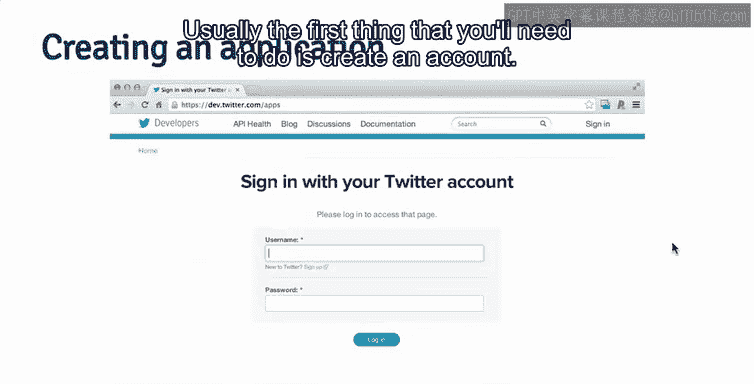 Creating an application
Usually the first thing that you'll need
to do is create an account.
Sign in with your Twitter a
https://dev.twitter.com/apps
Developers
API Health Blog Discussions Documentation
Search
Sign in
Home
Sign in with your Twitter account
Please log in to access that page.
Username: *
New to Twitter? Sign up
Password: *
Log in